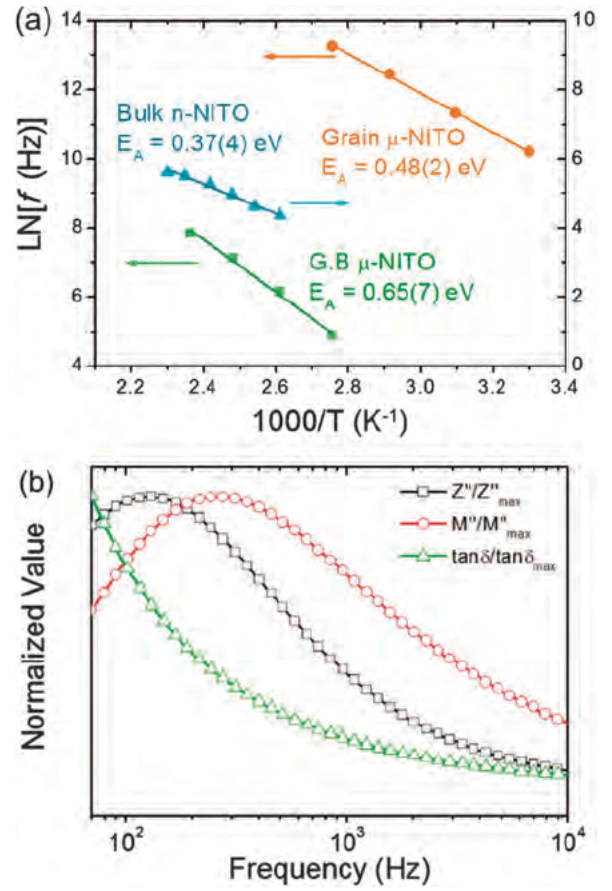 (a)
14
12
10
8
6
4
10
8
6
4
2
0
LN[f (Hz)]
Bulk n-NITO
E_A = 0.37(4) eV
Grain μ-NITO
E_A = 0.48(2) eV
G.B μ-NITO
E_A = 0.65(7) eV
2.2 2.4 2.6 2.8 3.0 3.2 3.4
1000/T (K⁻¹)
(b)
Z''/Z''max
M''/M''max
tanδ/tanδmax
Normalized Value
10² 10³ 10⁴
Frequency (Hz)